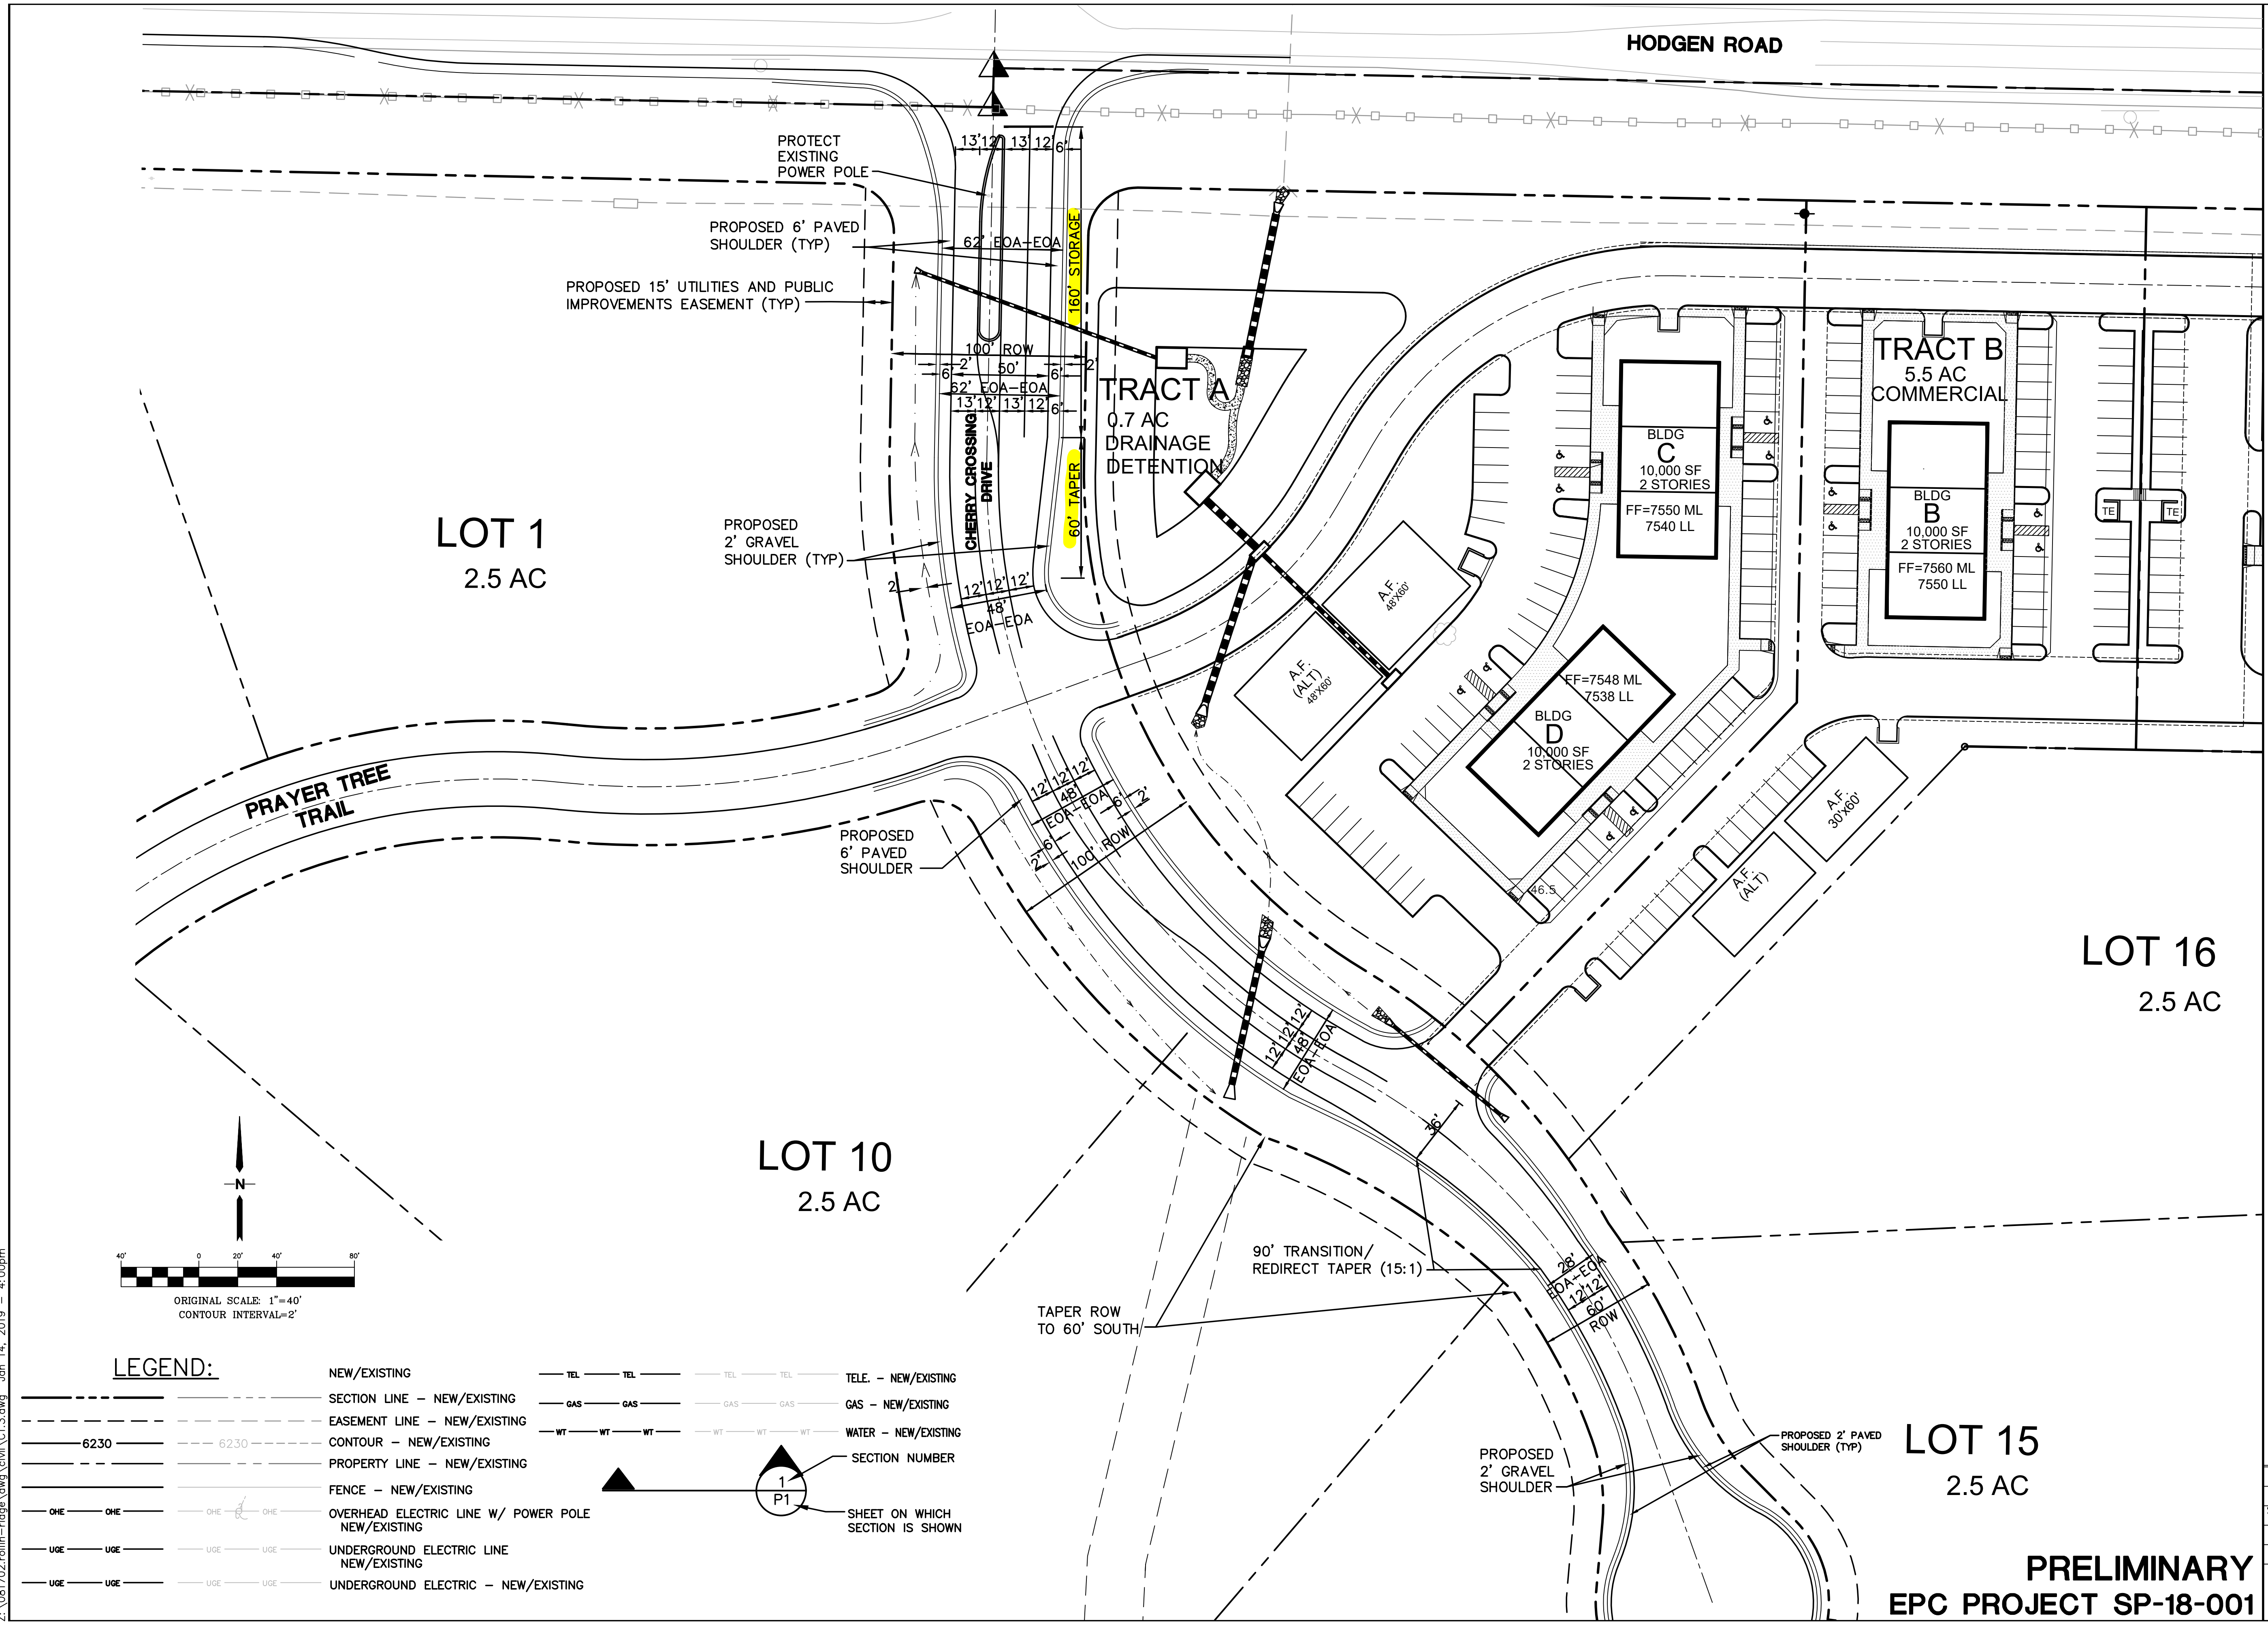 HODGEN ROAD
PROTECT
EXISTING
POWER POLE
13' 12' 13' 12' 6'
PROPOSED 6' PAVED
SHOULDER (TYP)
62' EOA-EOA
160' STORAGE
PROPOSED 15' UTILITIES AND PUBLIC
IMPROVEMENTS EASEMENT (TYP)
100' ROW
2' 2'
6' 50' 6'
62' EOA-EOA
13' 12' 13' 12' 6'
CHERRY CROSSING
DRIVE
60' TAPER
TRACT A
0.7 AC
DRAINAGE
DETENTION
PROPOSED
2' GRAVEL
SHOULDER (TYP)
2
12' 12' 12'
48'
EOA-EOA
LOT 1
2.5 AC
BLDG
C
10,000 SF
2 STORIES
FF=7550 ML
7540 LL
TRACT B
5.5 AC
COMMERCIAL
BLDG
B
10,000 SF
2 STORIES
FF=7560 ML
7550 LL
TE
TE
A.F.
48'X60'
A.F.
(ALT)
48'X60'
FF=7548 ML
7538 LL
BLDG
D
10,000 SF
2 STORIES
46.5
A.F.
30'X60'
A.F.
(ALT)
PRAYER TREE
TRAIL
12' 12' 12'
48'
EOA-EOA
6' 2'
6'
2'
100' ROW
PROPOSED
6' PAVED
SHOULDER
LOT 16
2.5 AC
12' 12' 12'
48'
EOA-EOA
36'
LOT 10
2.5 AC
N
90' TRANSITION/
REDIRECT TAPER (15:1)
28'
EOA-EOA
12' 12'
60'
ROW
TAPER ROW
TO 60' SOUTH
40' 0 20' 40' 80'
ORIGINAL SCALE: 1"=40'
CONTOUR INTERVAL=2'
LEGEND:
NEW/EXISTING
SECTION LINE - NEW/EXISTING
EASEMENT LINE - NEW/EXISTING
6230 6230 CONTOUR - NEW/EXISTING
PROPERTY LINE - NEW/EXISTING
FENCE - NEW/EXISTING
OHE OHE OHE OHE OVERHEAD ELECTRIC LINE W/ POWER POLE
NEW/EXISTING
UGE UGE UGE UGE UNDERGROUND ELECTRIC LINE
NEW/EXISTING
UGE UGE UGE UGE UNDERGROUND ELECTRIC - NEW/EXISTING
TEL TEL TEL TEL TELE. - NEW/EXISTING
GAS GAS GAS GAS GAS - NEW/EXISTING
WT WT WT WT WT WT WATER - NEW/EXISTING
SECTION NUMBER
1
P1
SHEET ON WHICH
SECTION IS SHOWN
PROPOSED
2' GRAVEL
SHOULDER
PROPOSED 2' PAVED
SHOULDER (TYP)
LOT 15
2.5 AC
PRELIMINARY
EPC PROJECT SP-18-001
Jan 14, 2019 - 4:00pm